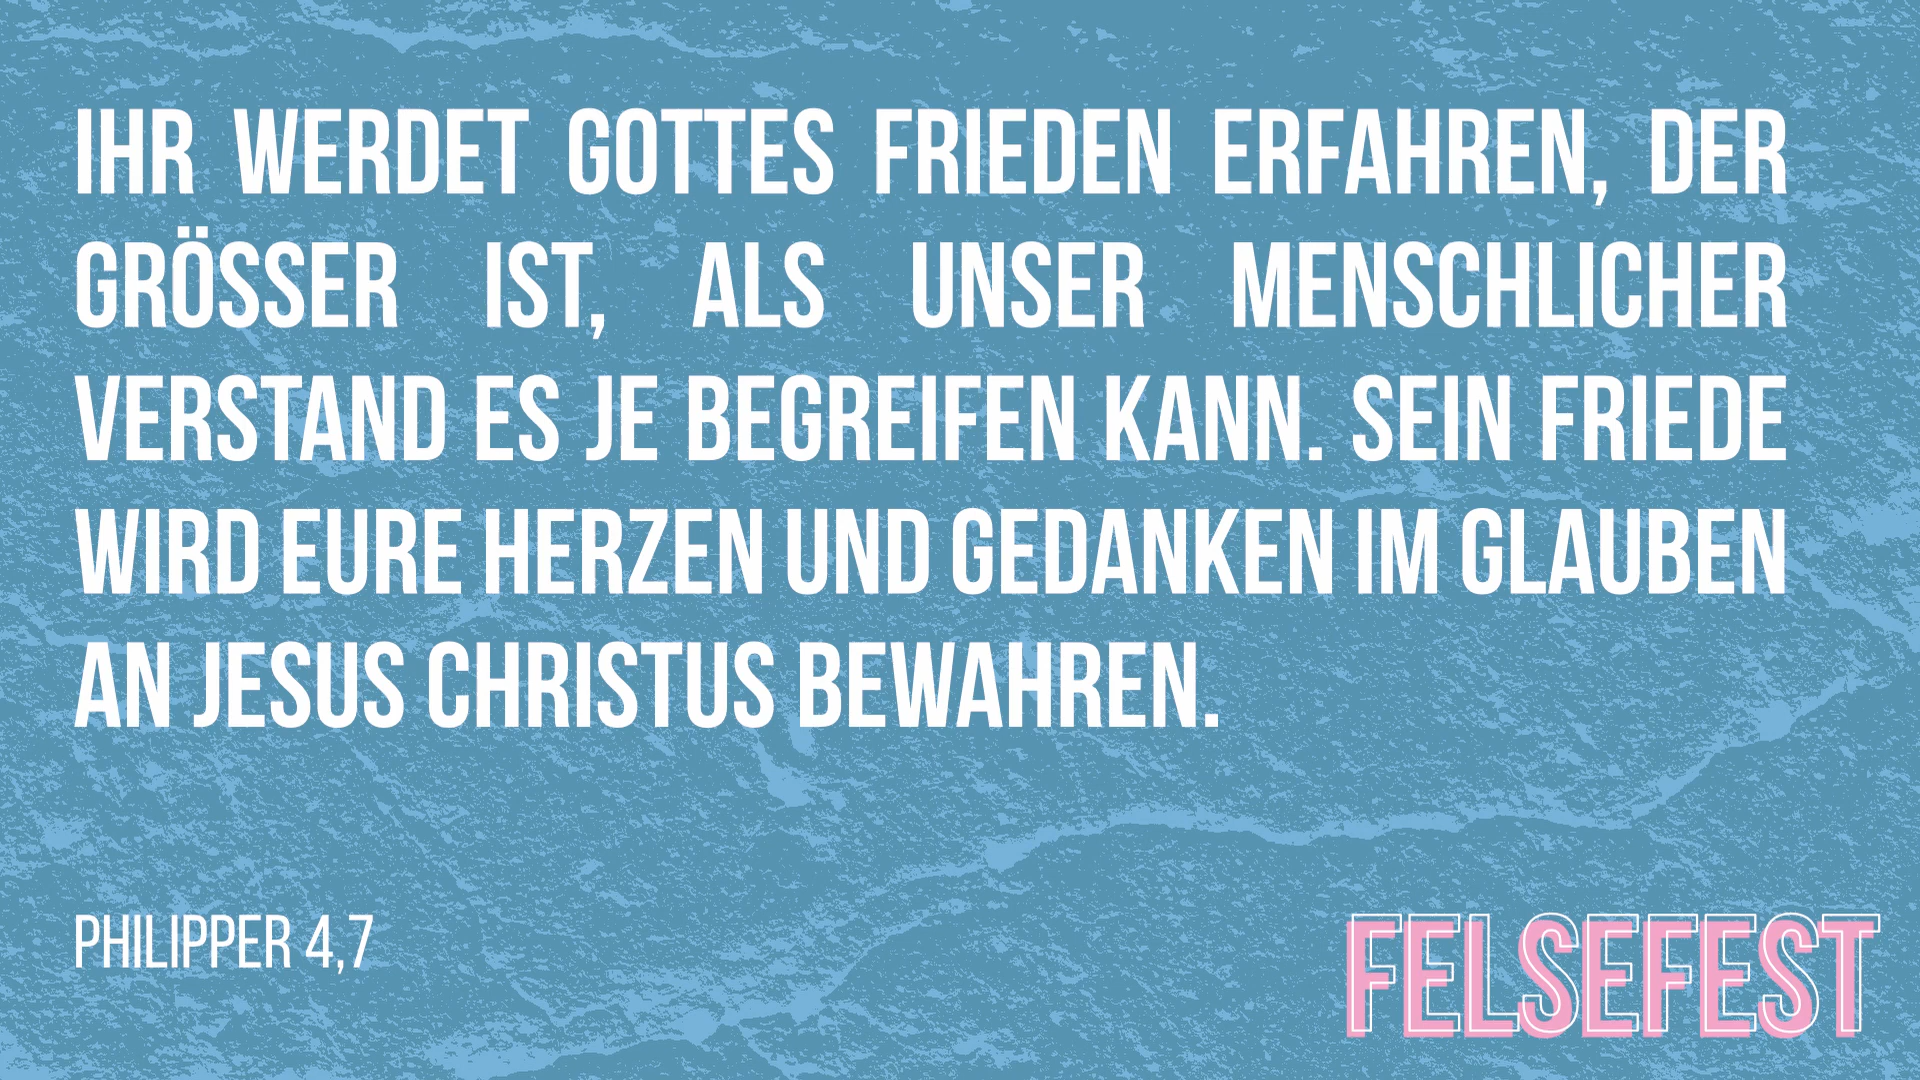 IHR WERDET GOTTES FRIEDEN ERFAHREN, DER
GRÖSSER IST, ALS UNSER MENSCHLICHER
VERSTAND ES JE BEGREIFEN KANN. SEIN FRIEDE
WIRD EURE HERZEN UND GEDANKEN IM GLAUBEN
AN JESUS CHRISTUS BEWAHREN.
PHILIPPER 4,7
FELSEFEST